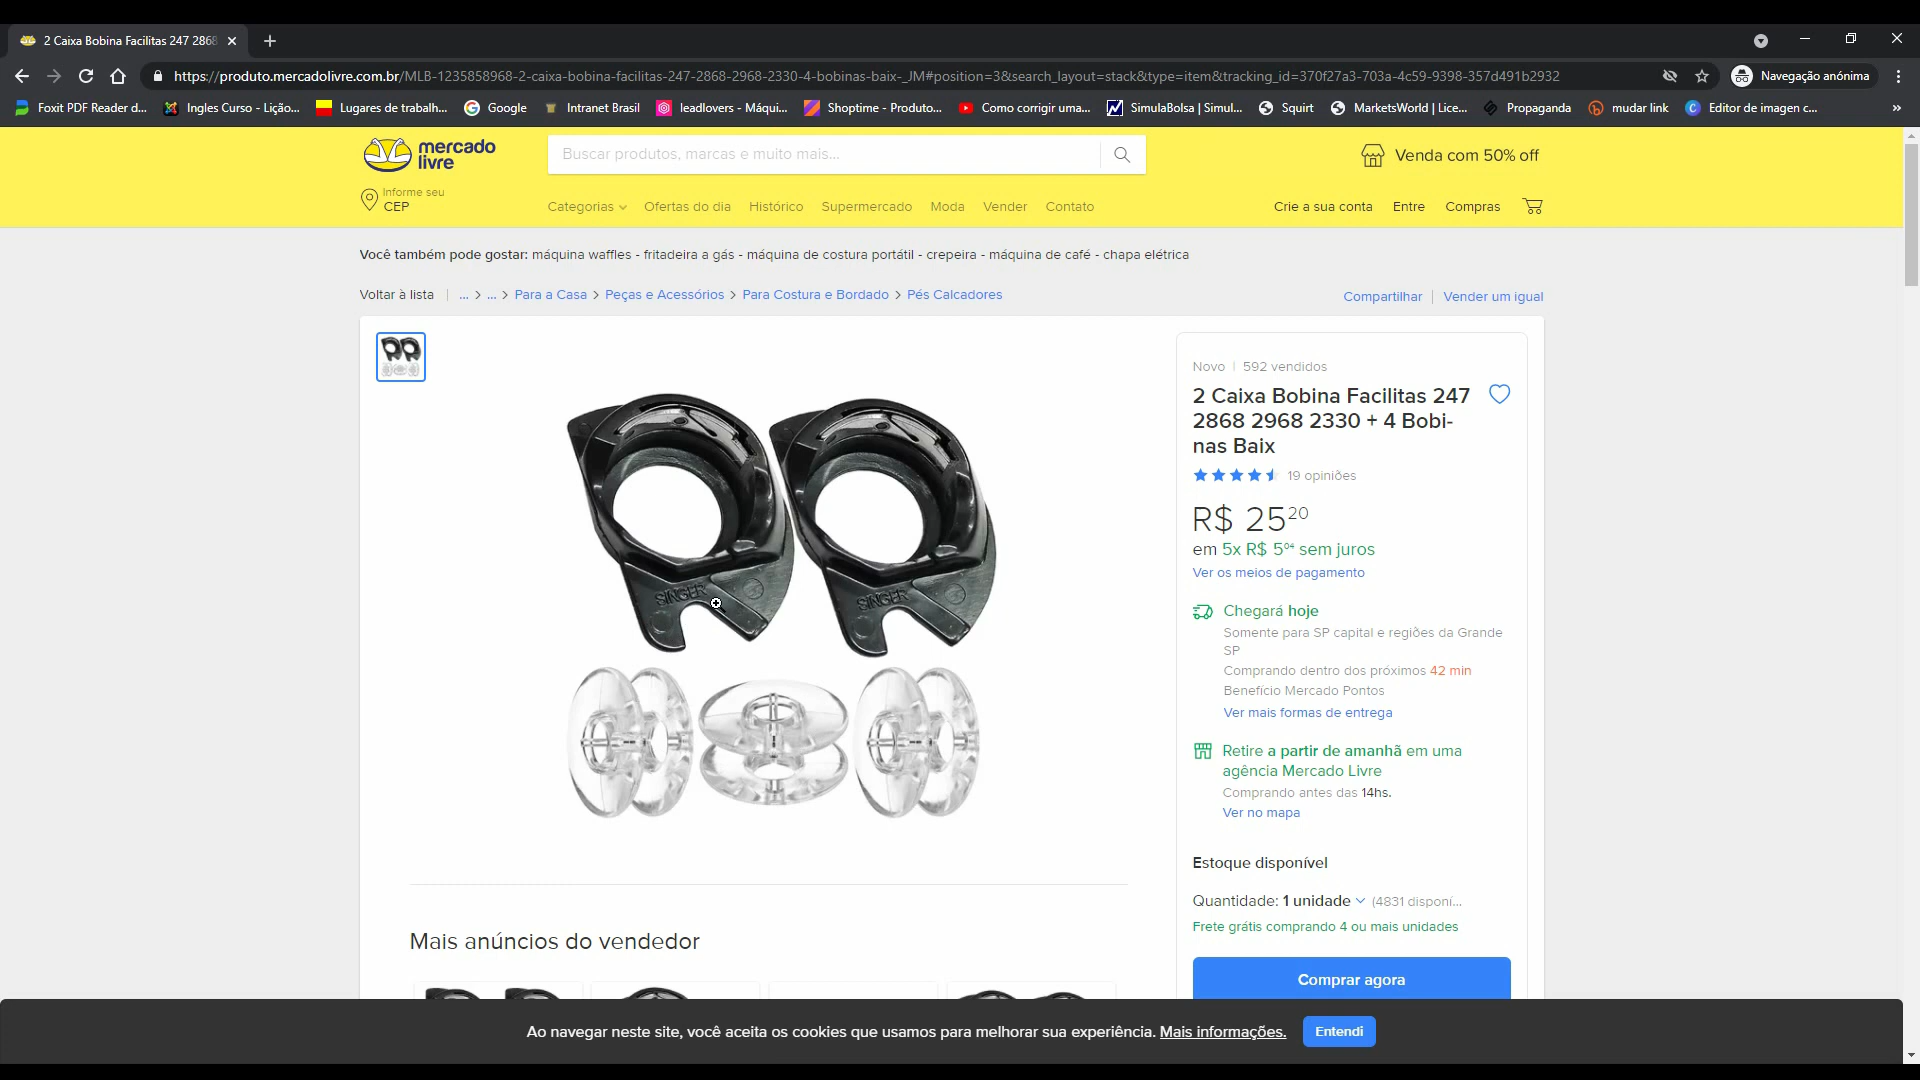 2 Caixa Bobina Facilitas 247 2868
https://produto.mercadolivre.com.br/MLB-1235858968-2-caixa-bobina-facilitas-247-2868-2968-2330-4-bobinas-baix-_JM#position=3&search_layout=stack&type=item&tracking_id=370f27a3-703a-4c59-9398-357d491b2932
Navegação anónima
Foxit PDF Reader d...
Ingles Curso - Lição...
Lugares de trabalh...
Google
Intranet Brasil
leadlovers - Máqui...
Shoptime - Produto...
Como corrigir uma...
SimulaBolsa | Simul...
Squirt
MarketsWorld | Lice...
Propaganda
mudar link
Editor de imagen c...
»
mercado
livre
Buscar produtos, marcas e muito mais...
Venda com 50% off
Informe seu
CEP
Categorias
Ofertas do dia
Histórico
Supermercado
Moda
Vender
Contato
Crie a sua conta
Entre
Compras
Você também pode gostar: máquina waffles - fritadeira a gás - máquina de costura portátil - crepeira - máquina de café - chapa elétrica
Voltar à lista | ... > ... > Para a Casa > Peças e Acessórios > Para Costura e Bordado > Pés Calcadores
Compartilhar | Vender um igual
Novo | 592 vendidos
2 Caixa Bobina Facilitas 247
2868 2968 2330 + 4 Bobi-
nas Baix
19 opiniões
R$ 25 20
em 5x R$ 5 04 sem juros
Ver os meios de pagamento
Chegará hoje
Somente para SP capital e regiões da Grande
SP
Comprando dentro dos próximos 42 min
Benefício Mercado Pontos
Ver mais formas de entrega
Retire a partir de amanhã em uma
agência Mercado Livre
Comprando antes das 14hs.
Ver no mapa
Estoque disponível
Quantidade: 1 unidade (4831 disponí...
Frete grátis comprando 4 ou mais unidades
Comprar agora
SINGER
SINGER
Mais anúncios do vendedor
Ao navegar neste site, você aceita os cookies que usamos para melhorar sua experiência. Mais informações.
Entendi